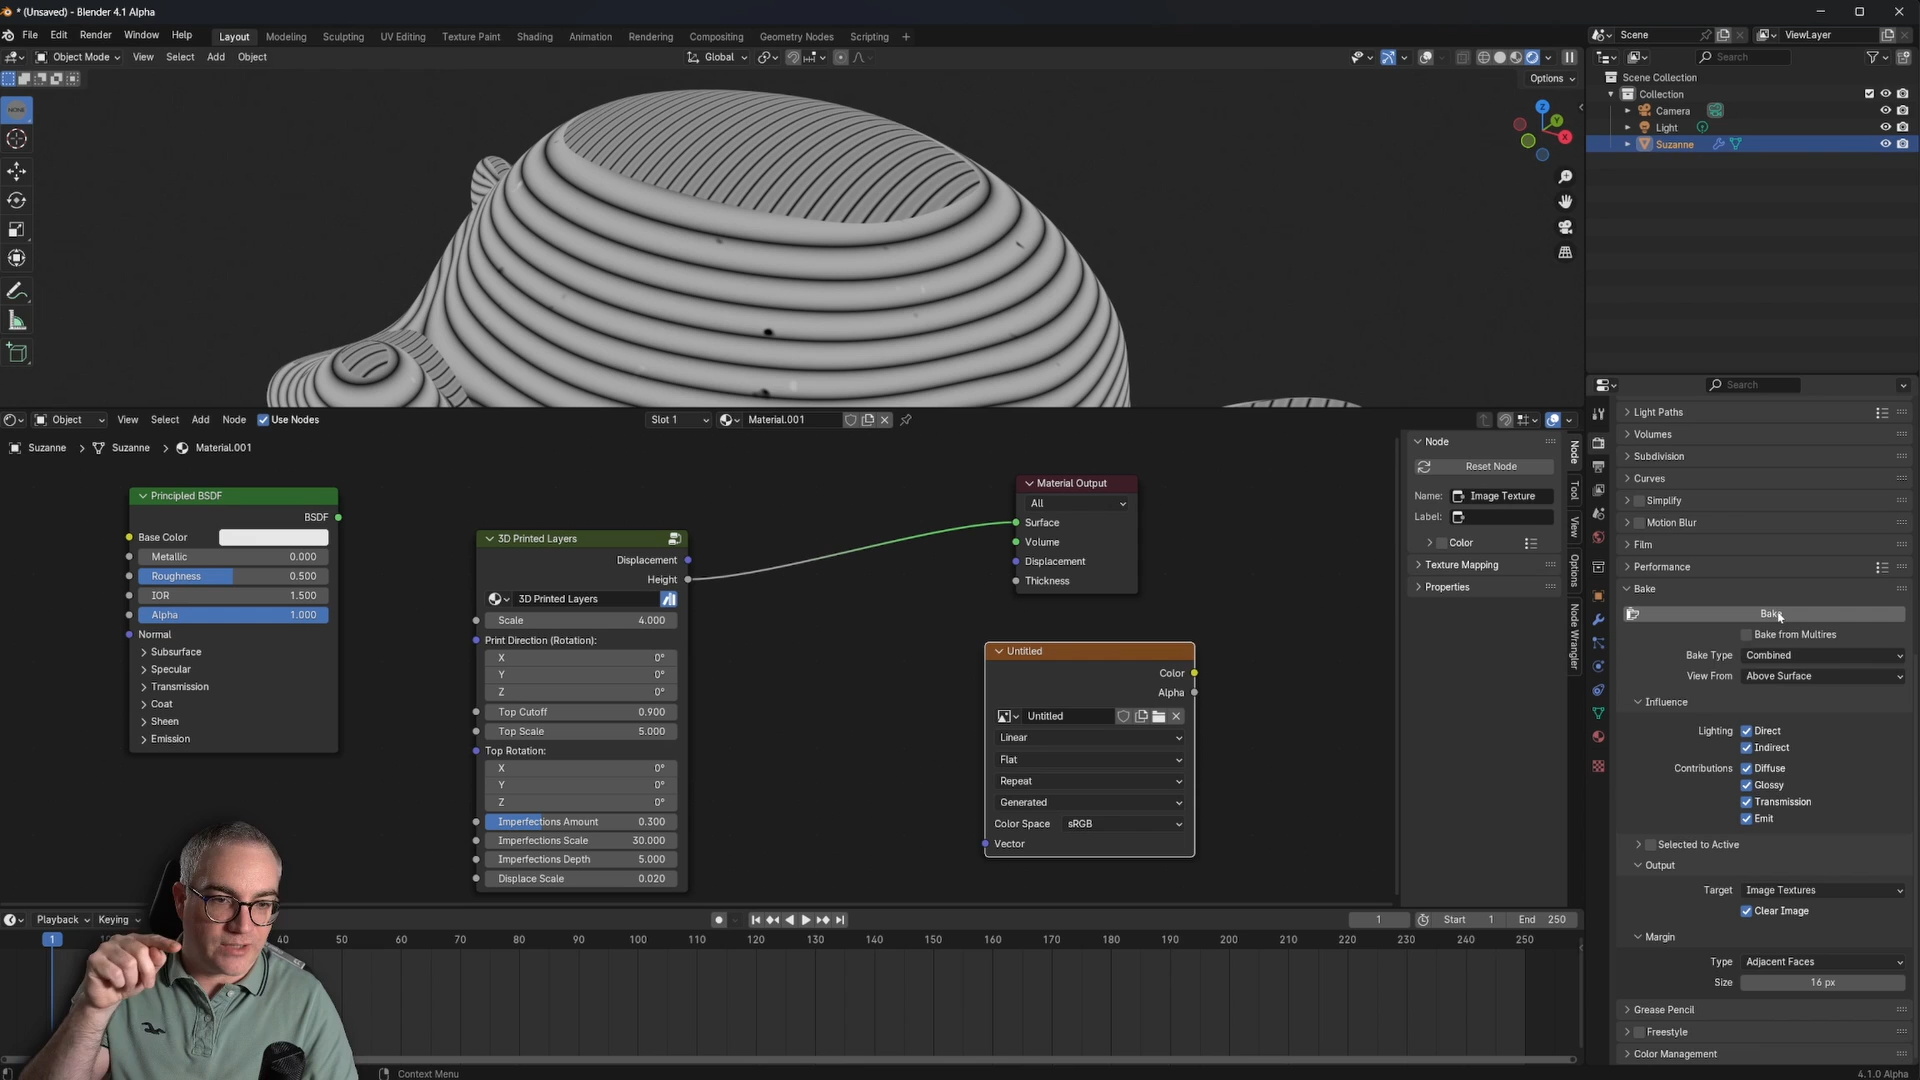 * (Unsaved) - Blender 4.1 Alpha
File Edit Render Window Help Layout Modeling Sculpting UV Editing Texture Paint Shading Animation Rendering Compositing Geometry Nodes Scripting + Scene ViewLayer
Object Mode View Select Add Object Global Search
Options
Scene Collection
Collection
Camera
Light
Suzanne
Search
Object View Select Add Node Use Nodes Slot 1 Material.001
Suzanne > Suzanne > Material.001
Principled BSDF
BSDF
Base Color
Metallic 0.000
Roughness 0.500
IOR 1.500
Alpha 1.000
Normal
Subsurface
Specular
Transmission
Coat
Sheen
Emission
3D Printed Layers
Displacement
Height
3D Printed Layers
Scale 4.000
Print Direction (Rotation):
X 0°
Y 0°
Z 0°
Top Cutoff 0.900
Top Scale 5.000
Top Rotation:
X 0°
Y 0°
Z 0°
Imperfections Amount 0.300
Imperfections Scale 30.000
Imperfections Depth 5.000
Displace Scale 0.020
Material Output
All
Surface
Volume
Displacement
Thickness
Untitled
Color
Alpha
Untitled
Linear
Flat
Repeat
Generated
Color Space sRGB
Vector
Node
Reset Node
Name: Image Texture
Label:
Color
Texture Mapping
Properties
Node
Tool
View
Options
Node Wrangler
Light Paths
Volumes
Subdivision
Curves
Simplify
Motion Blur
Film
Performance
Bake
Bake
Bake from Multires
Bake Type Combined
View From Above Surface
Influence
Lighting Direct
Indirect
Contributions Diffuse
Glossy
Transmission
Emit
Selected to Active
Output
Target Image Textures
Clear Image
Margin
Type Adjacent Faces
Size 16 px
Grease Pencil
Freestyle
Color Management
Playback Keying 1 Start 1 End 250
1 40 50 60 70 80 90 100 110 120 130 140 150 160 170 180 190 200 210 220 230 240 250
Context Menu 4.1.0 Alpha